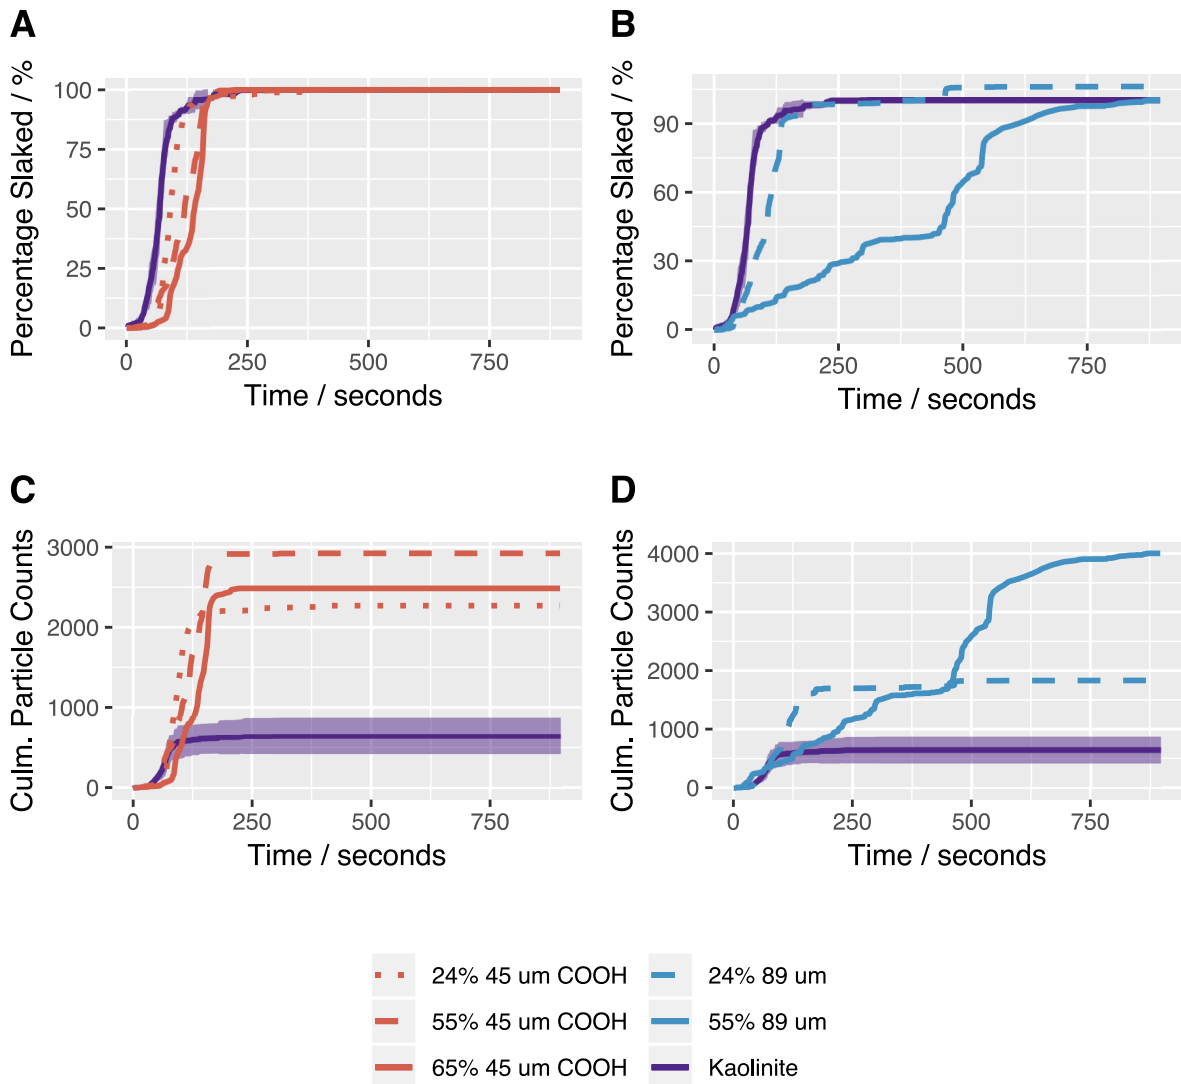 A
Percentage Slaked / %
100
75
50
25
0
0 250 500 750
Time / seconds
B
Percentage Slaked / %
90
60
30
0
0 250 500 750
Time / seconds
C
Culm. Particle Counts
3000
2000
1000
0
0 250 500 750
Time / seconds
D
Culm. Particle Counts
4000
3000
2000
1000
0
0 250 500 750
Time / seconds
24% 45 um COOH
55% 45 um COOH
65% 45 um COOH
24% 89 um
55% 89 um
Kaolinite